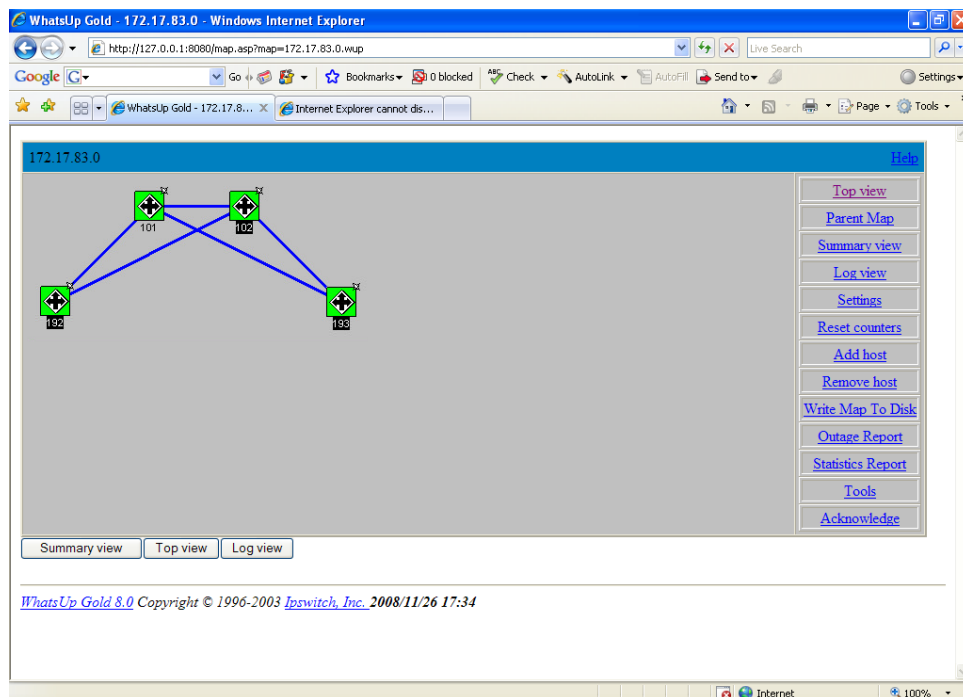 WhatsUp Gold - 172.17.83.0 - Windows Internet Explorer
http://127.0.0.1:8080/map.asp?map=172.17.83.0.wup Live Search
Google G Go Bookmarks 0 blocked ABC Check AutoLink AutoFill Send to Settings
WhatsUp Gold - 172.17.8... X Internet Explorer cannot dis... Page Tools
172.17.83.0 Help
101 102
192 193
Top view
Parent Map
Summary view
Log view
Settings
Reset counters
Add host
Remove host
Write Map To Disk
Outage Report
Statistics Report
Tools
Acknowledge
Summary view Top view Log view
WhatsUp Gold 8.0 Copyright © 1996-2003 Ipswitch, Inc. 2008/11/26 17:34
Internet 100%